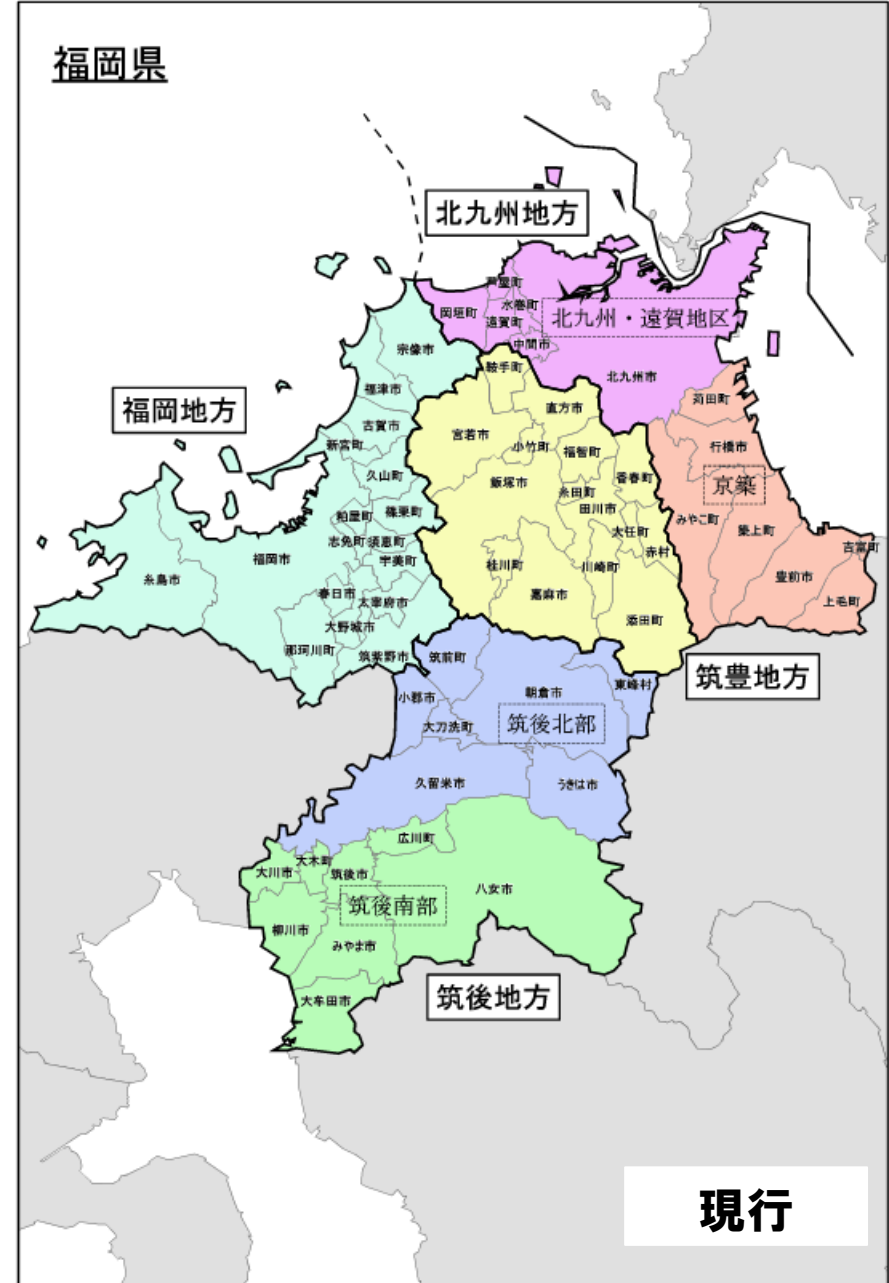 福岡県
北九州地方
芦屋町
水巻町
岡垣町
遠賀町
北九州・遠賀地区
中間市
宗像市
鞍手町
北九州市
福津市
苅田町
福岡地方
直方市
古賀市
宮若市
新宮町
小竹町
福智町
行橋市
久山町
香春町
飯塚市
京築
糸田町
粕屋町
篠栗町
田川市
みやこ町
志免町
須恵町
大任町
築上町
赤村
吉富町
福岡市
宇美町
桂川町
川崎町
糸島市
豊前市
春日市
太宰府市
嘉麻市
上毛町
大野城市
添田町
那珂川町
筑紫野市
筑前町
筑豊地方
東峰村
小郡市
朝倉市
大刀洗町
筑後北部
久留米市
うきは市
広川町
大木町
大川市
筑後市
八女市
筑後南部
柳川市
みやま市
大牟田市
筑後地方
現行